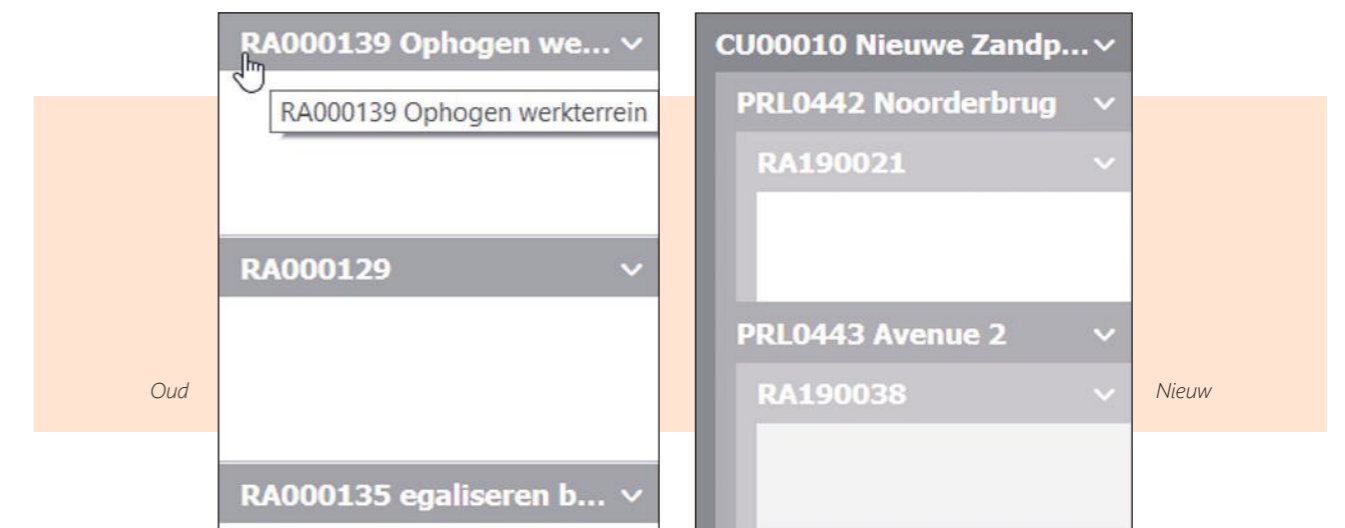 RA000139 Ophogen we...
RA000139 Ophogen werkterrein
RA000129
RA000135 egaliseren b...
Oud
CU00010 Nieuwe Zandp...
PRL0442 Noorderbrug
RA190021
PRL0443 Avenue 2
RA190038
Nieuw